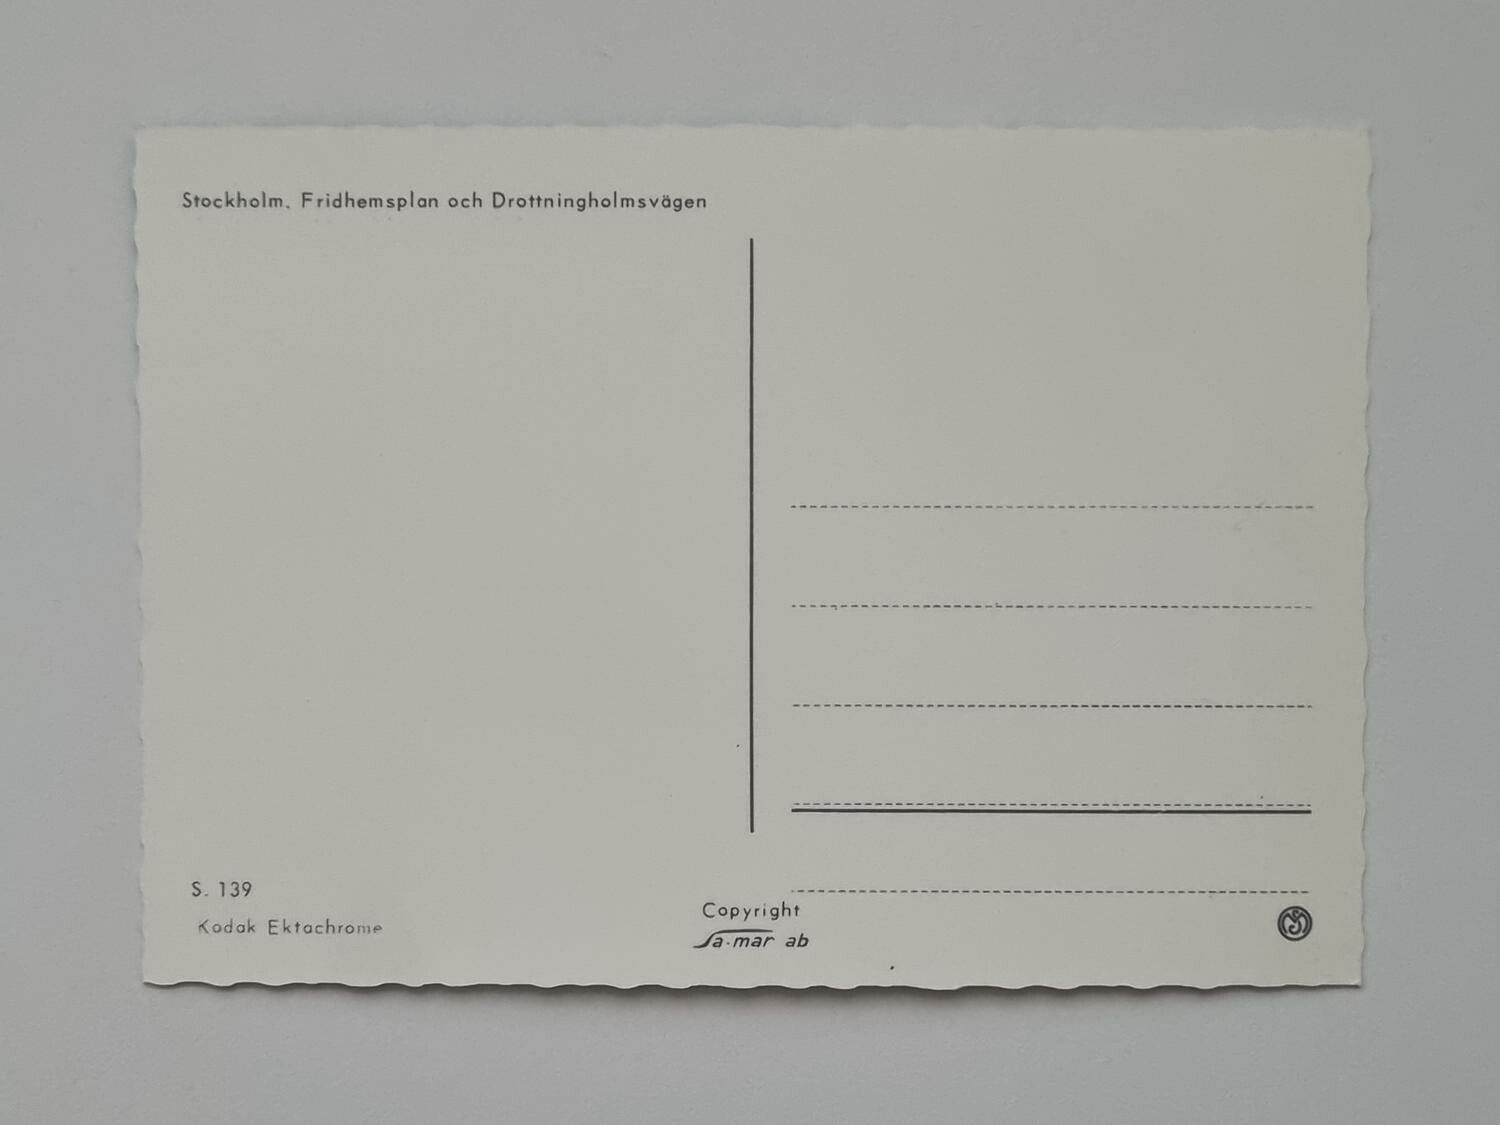 Stockholm. Fridhemsplan och Drottningholmsvägen
S. 139
Kodak Ektachrome
Copyright
Sa-mar ab